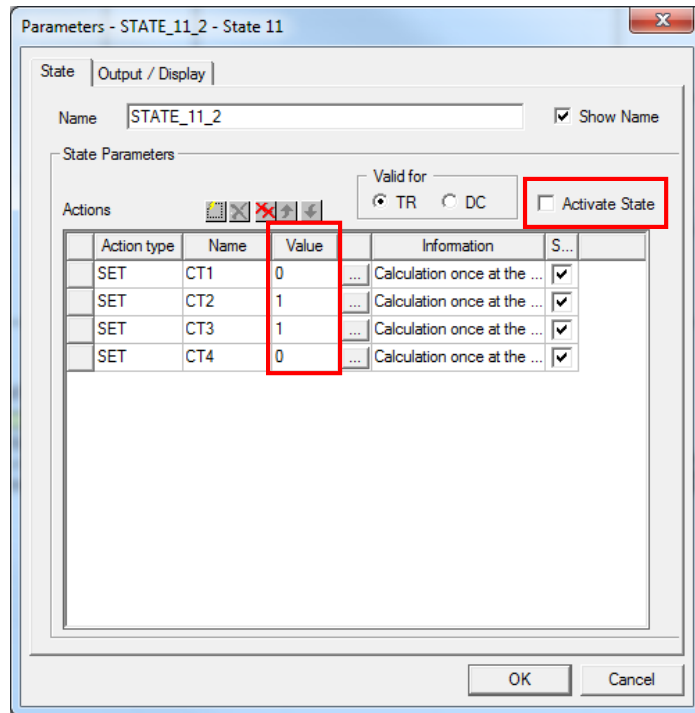 Parameters - STATE_11_2 - State 11
x
State Output / Display
Name STATE_11_2 Show Name
State Parameters
Valid for
Actions TR DC Activate State
Action type Name Value Information S...
SET CT1 0 ... Calculation once at the ...
SET CT2 1 ... Calculation once at the ...
SET CT3 1 ... Calculation once at the ...
SET CT4 0 ... Calculation once at the ...
OK Cancel